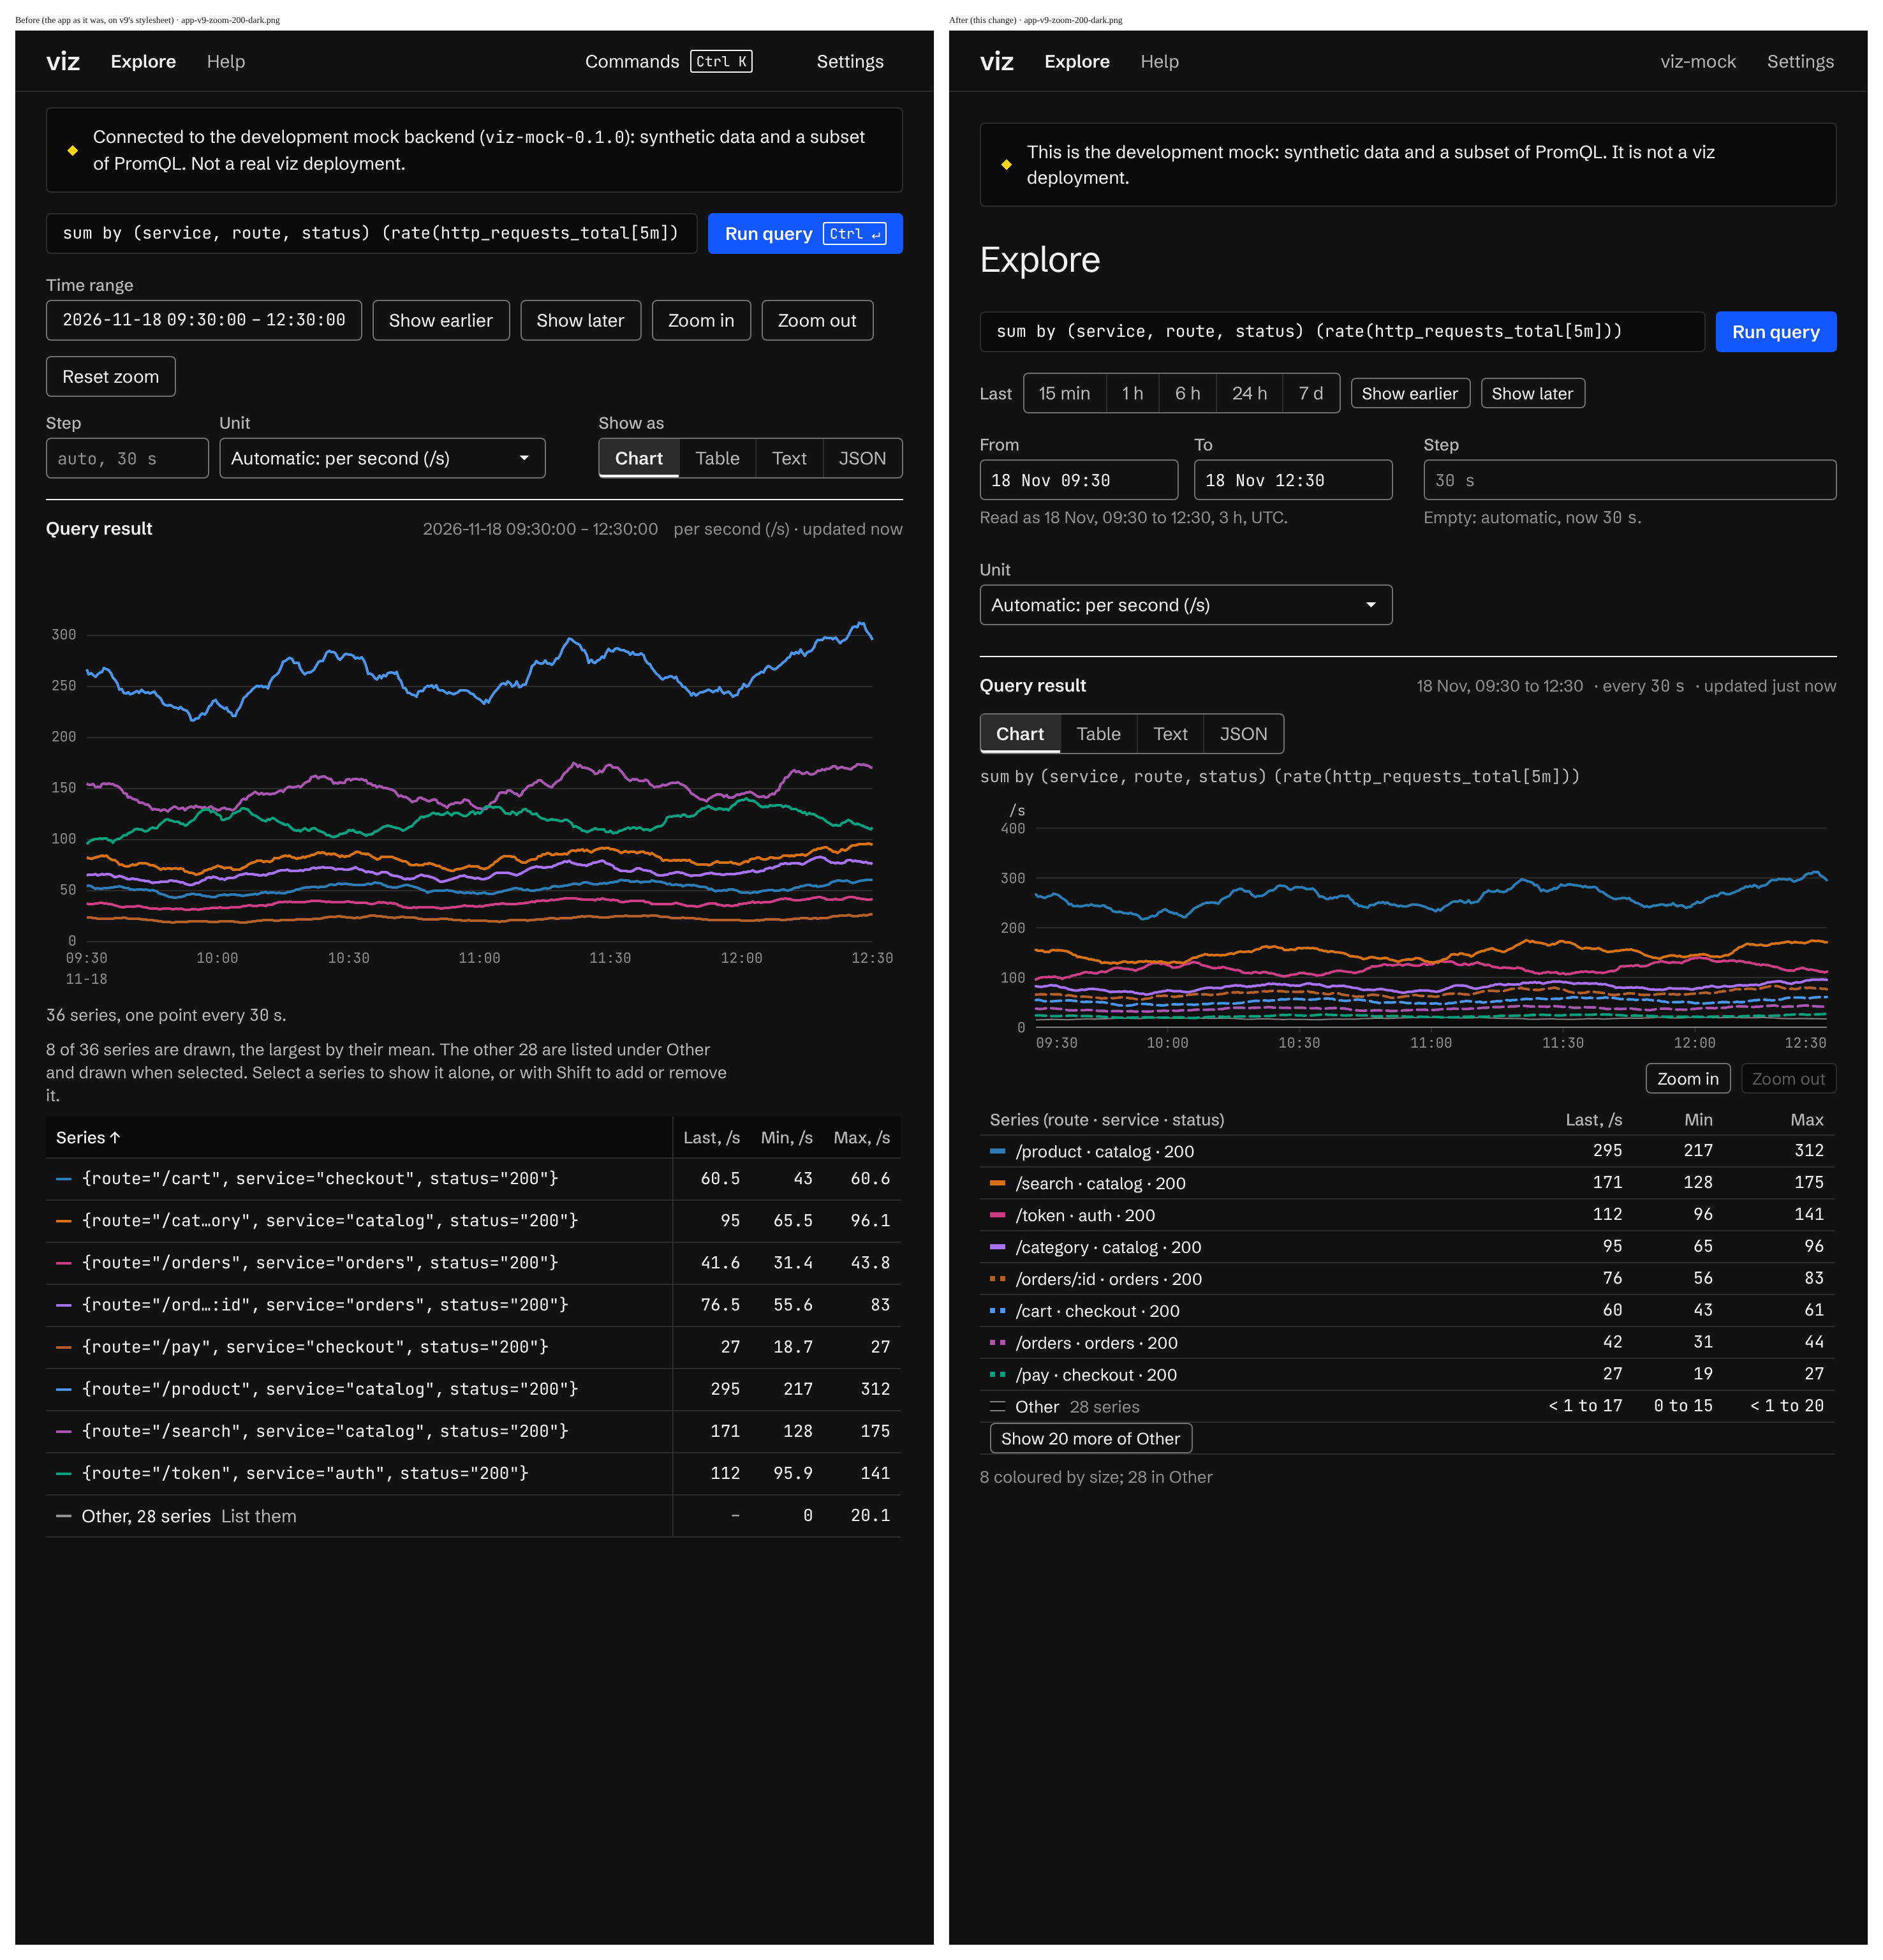 Before (the app as it was, on v9's stylesheet) · app-v9-zoom-200-dark.png
viz Explore Help Commands Ctrl K Settings
Connected to the development mock backend (viz-mock-0.1.0): synthetic data and a subset
of PromQL. Not a real viz deployment.
sum by (service, route, status) (rate(http_requests_total[5m])
Run query Ctrl ↵
Time range
2026-11-18 09:30:00 – 12:30:00 Show earlier Show later Zoom in Zoom out
Reset zoom
Step Unit Show as
auto, 30 s Automatic: per second (/s) Chart Table Text JSON
Query result 2026-11-18 09:30:00 – 12:30:00 per second (/s) · updated now
300
250
200
150
100
50
0
09:30 10:00 10:30 11:00 11:30 12:00 12:30
11-18
36 series, one point every 30 s.
8 of 36 series are drawn, the largest by their mean. The other 28 are listed under Other
and drawn when selected. Select a series to show it alone, or with Shift to add or remove
it.
Series ↑ Last, /s Min, /s Max, /s
{route="/cart", service="checkout", status="200"} 60.5 43 60.6
{route="/cat…ory", service="catalog", status="200"} 95 65.5 96.1
{route="/orders", service="orders", status="200"} 41.6 31.4 43.8
{route="/ord…:id", service="orders", status="200"} 76.5 55.6 83
{route="/pay", service="checkout", status="200"} 27 18.7 27
{route="/product", service="catalog", status="200"} 295 217 312
{route="/search", service="catalog", status="200"} 171 128 175
{route="/token", service="auth", status="200"} 112 95.9 141
Other, 28 series List them – 0 20.1
After (this change) · app-v9-zoom-200-dark.png
viz Explore Help viz-mock Settings
This is the development mock: synthetic data and a subset of PromQL. It is not a viz
deployment.
Explore
sum by (service, route, status) (rate(http_requests_total[5m])) Run query
Last 15 min 1 h 6 h 24 h 7 d Show earlier Show later
From To Step
18 Nov 09:30 18 Nov 12:30 30 s
Read as 18 Nov, 09:30 to 12:30, 3 h, UTC. Empty: automatic, now 30 s.
Unit
Automatic: per second (/s)
Query result 18 Nov, 09:30 to 12:30 · every 30 s · updated just now
Chart Table Text JSON
sum by (service, route, status) (rate(http_requests_total[5m]))
/s
400
300
200
100
0
09:30 10:00 10:30 11:00 11:30 12:00 12:30
Zoom in Zoom out
Series (route · service · status) Last, /s Min Max
/product · catalog · 200 295 217 312
/search · catalog · 200 171 128 175
/token · auth · 200 112 96 141
/category · catalog · 200 95 65 96
/orders/:id · orders · 200 76 56 83
/cart · checkout · 200 60 43 61
/orders · orders · 200 42 31 44
/pay · checkout · 200 27 19 27
Other 28 series < 1 to 17 0 to 15 < 1 to 20
Show 20 more of Other
8 coloured by size; 28 in Other